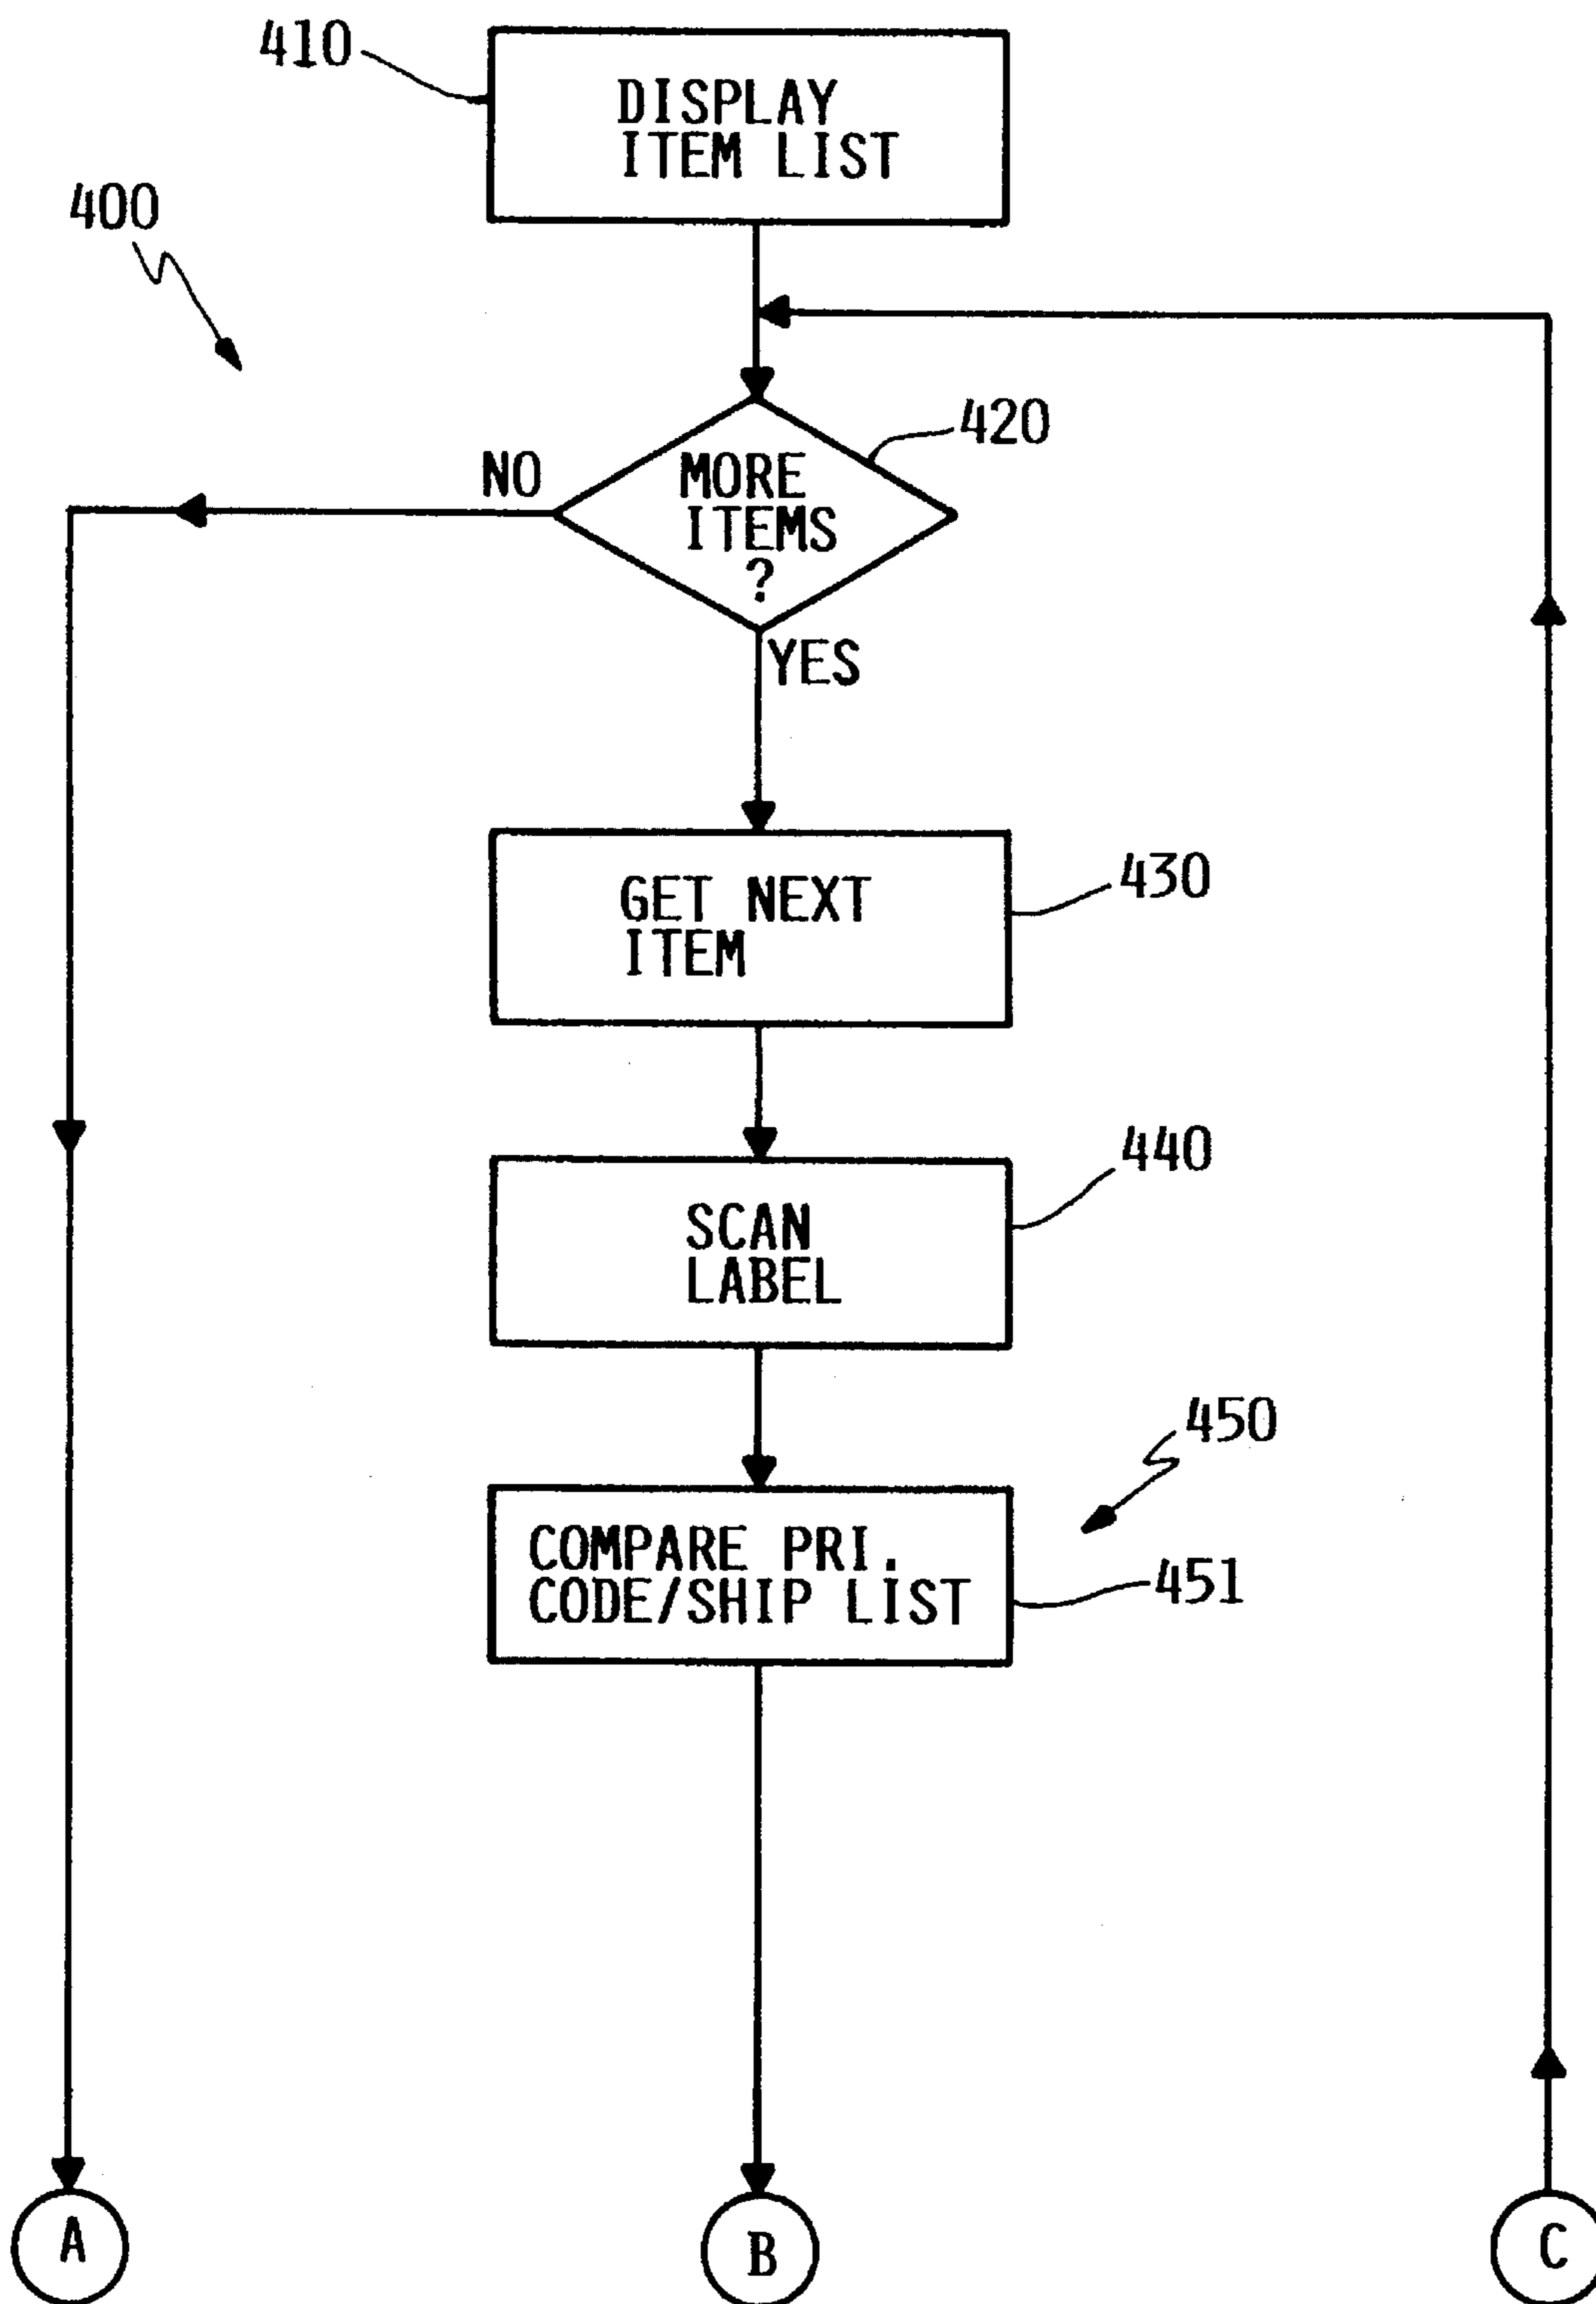 410
DISPLAY
ITEM LIST
400
420
NO
MORE
ITEMS
?
YES
GET NEXT
ITEM
430
440
SCAN
LABEL
450
COMPARE PRI.
CODE/SHIP LIST
451
A
B
C